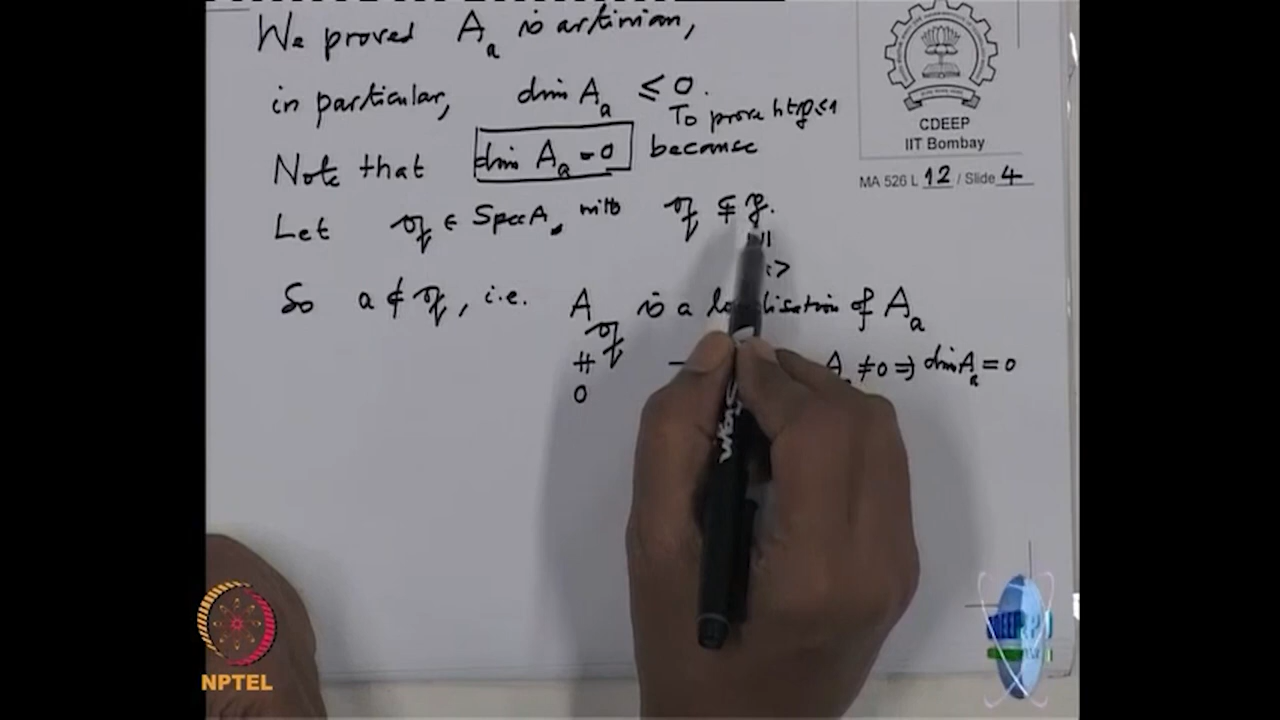 We proved A_a is artinian,
in particular, dim A_a ≤ 0.
To prove ht 𝔭 ≤ 1
Note that dim A_a = 0 because
Let 𝔮 ∈ Spec A, with 𝔮 ⊊ 𝔭.
So a ∉ 𝔮, i.e. A_𝔮 is a localisation of A_a
≠ 0
A_a ≠ 0 ⇒ dim A_a = 0
CDEEP
IIT Bombay
MA 526 L 12 / Slide 4
NPTEL